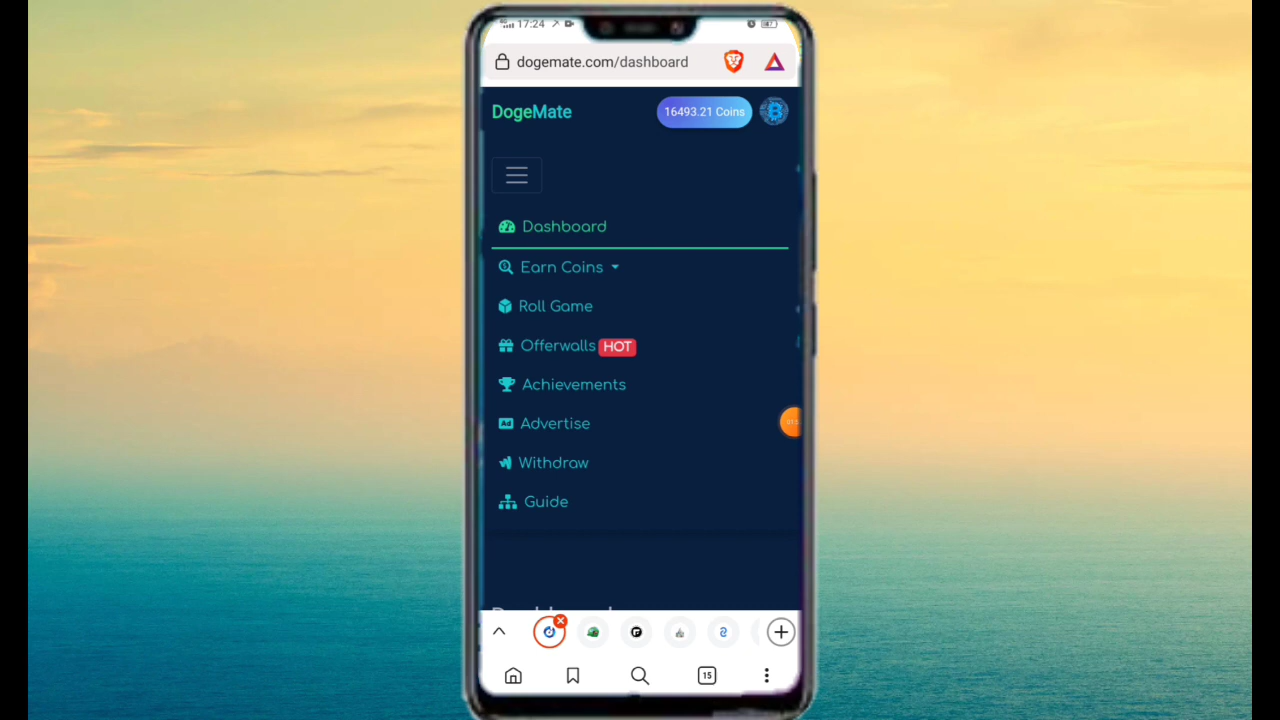 17:24
dogemate.com/dashboard
DogeMate
16493.21 Coins
Dashboard
Earn Coins
Roll Game
Offerwalls HOT
Achievements
Advertise
Withdraw
Guide
15